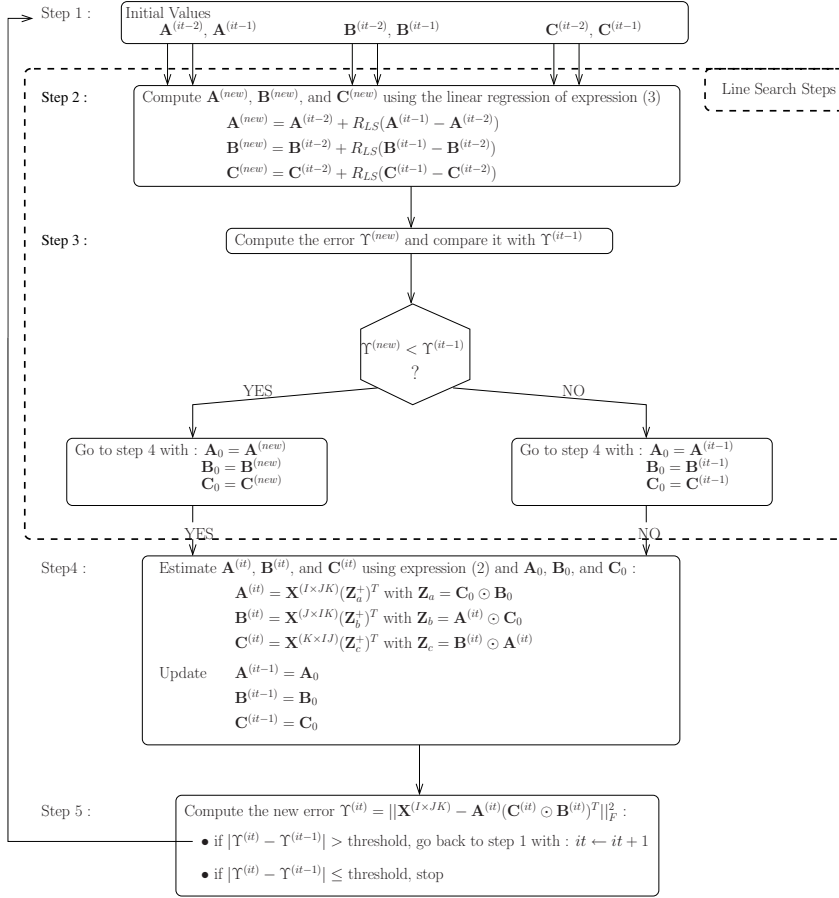 Step 1 :
Initial Values
A^{(it−2)}, A^{(it−1)} B^{(it−2)}, B^{(it−1)} C^{(it−2)}, C^{(it−1)}
Line Search Steps
Step 2 :
Compute A^{(new)}, B^{(new)}, and C^{(new)} using the linear regression of expression (3)
A^{(new)} = A^{(it−2)} + R_{LS}(A^{(it−1)} − A^{(it−2)})
B^{(new)} = B^{(it−2)} + R_{LS}(B^{(it−1)} − B^{(it−2)})
C^{(new)} = C^{(it−2)} + R_{LS}(C^{(it−1)} − C^{(it−2)})
Step 3 :
Compute the error Υ^{(new)} and compare it with Υ^{(it−1)}
Υ^{(new)} < Υ^{(it−1)}
?
YES NO
Go to step 4 with : A_0 = A^{(new)}
B_0 = B^{(new)}
C_0 = C^{(new)}
Go to step 4 with : A_0 = A^{(it−1)}
B_0 = B^{(it−1)}
C_0 = C^{(it−1)}
YES NO
Step4 :
Estimate A^{(it)}, B^{(it)}, and C^{(it)} using expression (2) and A_0, B_0, and C_0 :
A^{(it)} = X^{(I×JK)}(Z_a^+)^T with Z_a = C_0 ⊙ B_0
B^{(it)} = X^{(J×IK)}(Z_b^+)^T with Z_b = A^{(it)} ⊙ C_0
C^{(it)} = X^{(K×IJ)}(Z_c^+)^T with Z_c = B^{(it)} ⊙ A^{(it)}
Update A^{(it−1)} = A_0
B^{(it−1)} = B_0
C^{(it−1)} = C_0
Step 5 :
Compute the new error Υ^{(it)} = ||X^{(I×JK)} − A^{(it)}(C^{(it)} ⊙ B^{(it)})^T||_F^2 :
• if |Υ^{(it)} − Υ^{(it−1)}| > threshold, go back to step 1 with : it ← it + 1
• if |Υ^{(it)} − Υ^{(it−1)}| ≤ threshold, stop